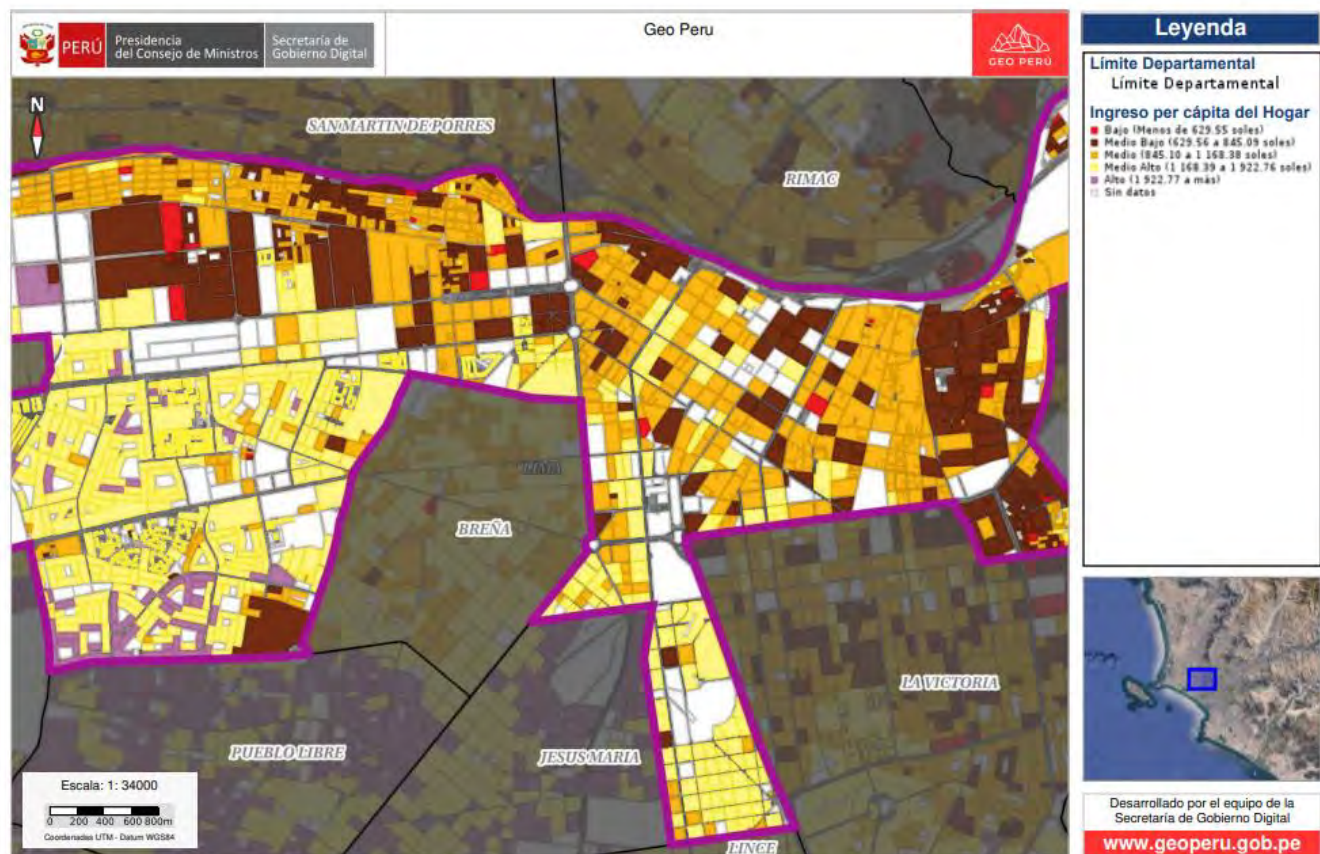 PERÚ
Presidencia
del Consejo de Ministros
Secretaría de
Gobierno Digital
Geo Peru
GEO PERÚ
Leyenda
Límite Departamental
Límite Departamental
Ingreso per cápita del Hogar
Bajo (Menos de 629.55 soles)
Medio Bajo (629.56 a 845.09 soles)
Medio (845.10 a 1 168.38 soles)
Medio Alto (1 168.39 a 1 922.76 soles)
Alto (1 922.77 a más)
Sin datos
N
SAN MARTIN DE PORRES
RIMAC
LIMA
BREÑA
LA VICTORIA
PUEBLO LIBRE
JESUS MARIA
LINCE
Escala: 1: 34000
0 200 400 600 800m
Coordenadas UTM - Datum WGS84
Desarrollado por el equipo de la
Secretaría de Gobierno Digital
www.geoperu.gob.pe